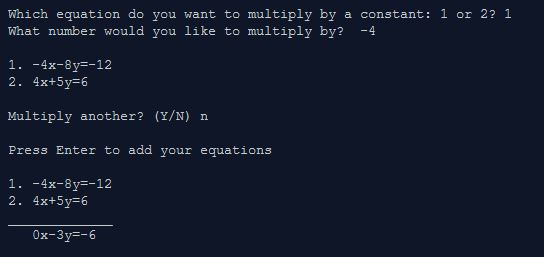 Which equation do you want to multiply by a constant: 1 or 2? 1
What number would you like to multiply by?  -4
1. -4x-8y=-12
2. 4x+5y=6
Multiply another? (Y/N) n
Press Enter to add your equations
1. -4x-8y=-12
2. 4x+5y=6
0x-3y=-6